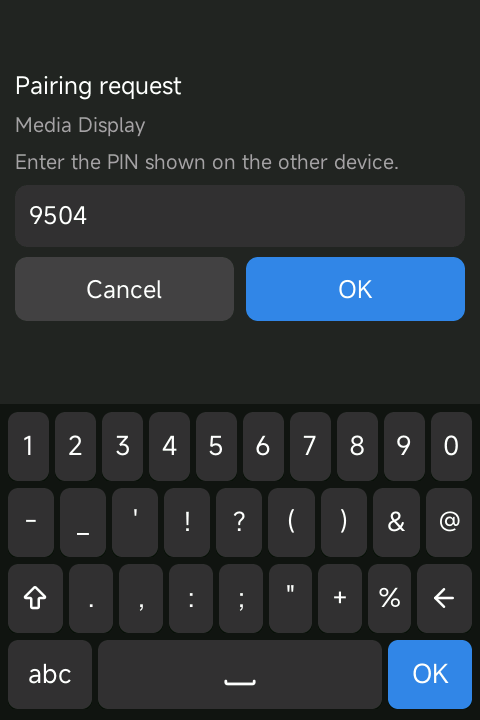 Pairing request
Media Display
Enter the PIN shown on the other device.
9504
Cancel OK
1 2 3 4 5 6 7 8 9 0
- _ ' ! ? ( ) & @
. , : ; " + %
abc OK